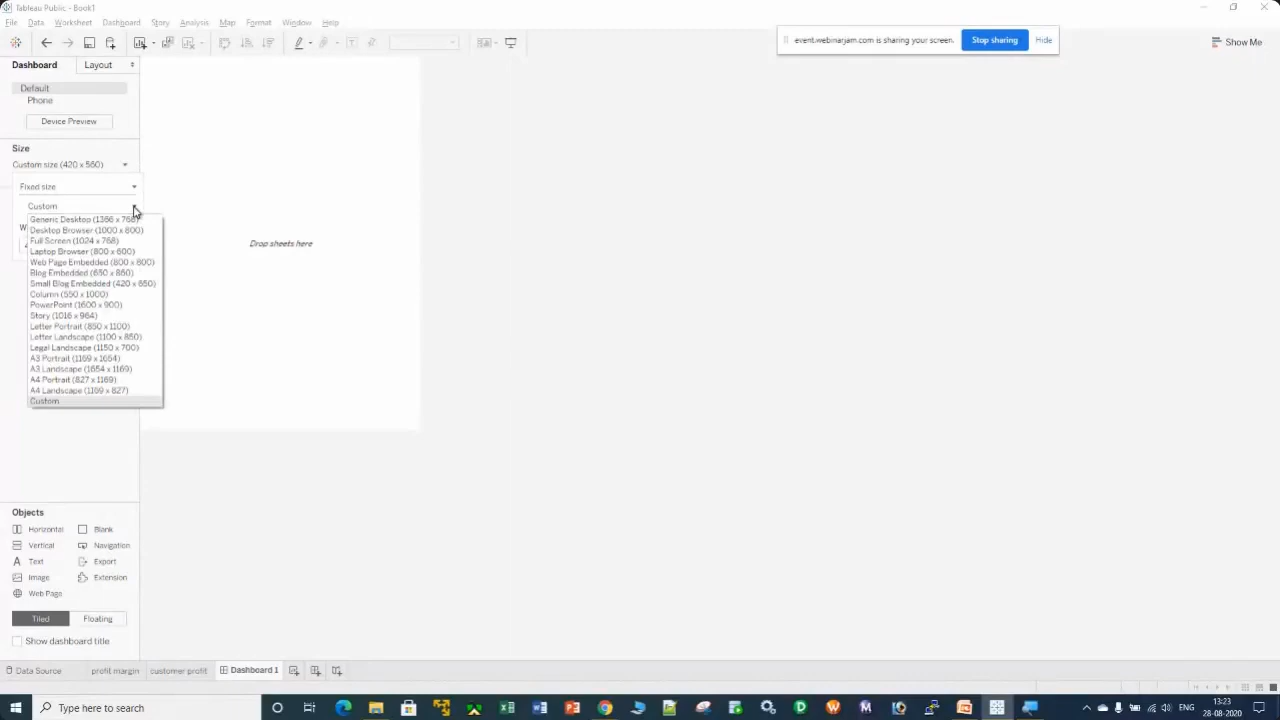 Tableau Public - Book1
File Data Worksheet Dashboard Story Analysis Map Format Window Help
event.webinarjam.com is sharing your screen. Stop sharing Hide
Show Me
Dashboard Layout
Default
Phone
Device Preview
Size
Custom size (420 x 560)
Fixed size
Custom
Generic Desktop (1366 x 768)
Desktop Browser (1000 x 800)
Full Screen (1024 x 768)
Laptop Browser (800 x 600)
Web Page Embedded (800 x 800)
Blog Embedded (650 x 860)
Small Blog Embedded (420 x 650)
Column (550 x 1000)
PowerPoint (1600 x 900)
Story (1016 x 964)
Letter Portrait (850 x 1100)
Letter Landscape (1100 x 850)
Legal Landscape (1150 x 700)
A3 Portrait (1169 x 1654)
A3 Landscape (1654 x 1169)
A4 Portrait (827 x 1169)
A4 Landscape (1169 x 827)
Custom
Drop sheets here
Objects
Horizontal Blank
Vertical Navigation
Text Export
Image Extension
Web Page
Tiled Floating
Show dashboard title
Data Source profit margin customer profit Dashboard 1
Type here to search
ENG
13:23
28-08-2020